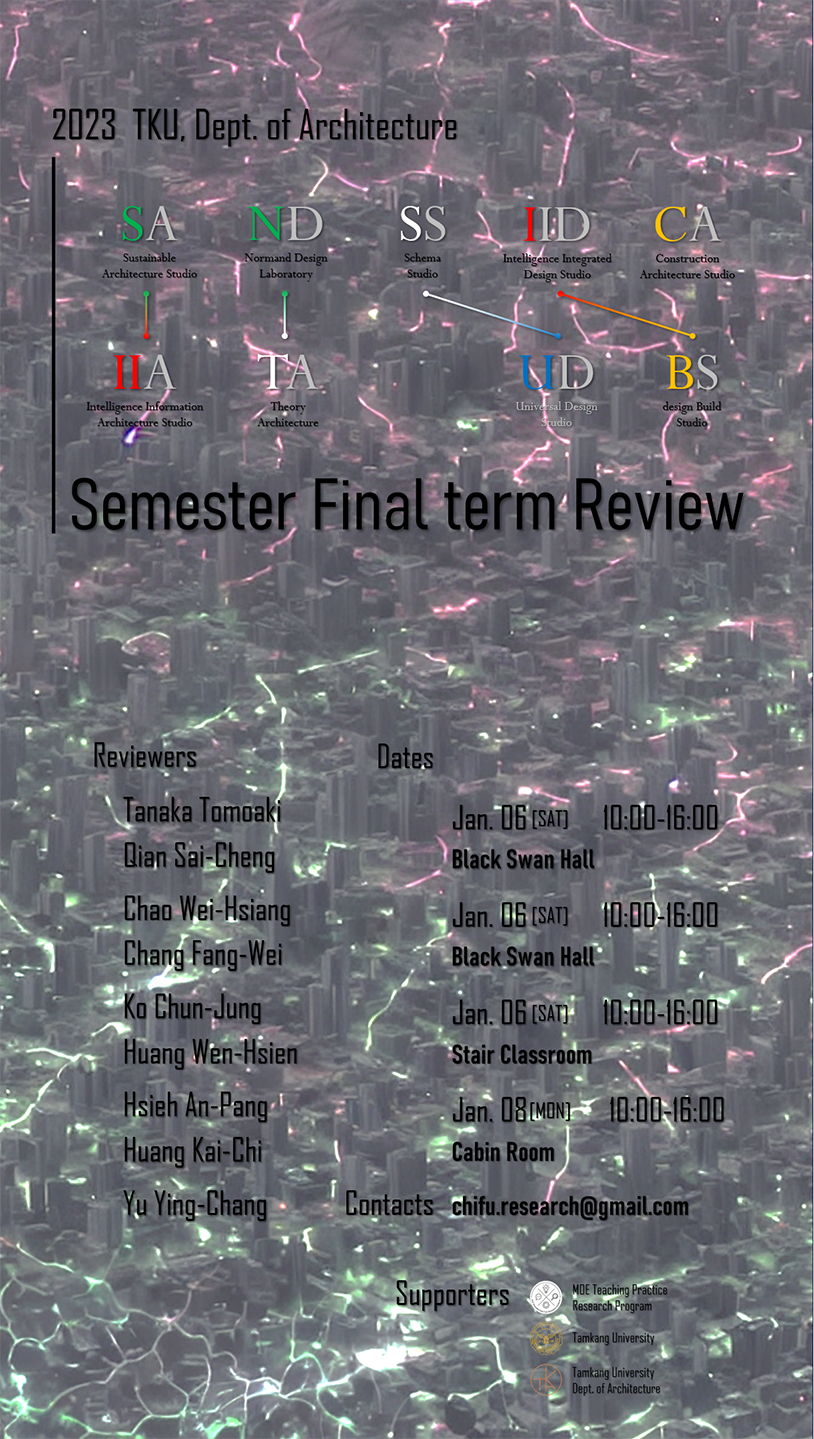 2023 TKU, Dept. of Architecture
SA
Sustainable
Architecture Studio
ND
Normand Design
Laboratory
SS
Schema
Studio
IID
Intelligence Integrated
Design Studio
CA
Construction
Architecture Studio
IIA
Intelligence Information
Architecture Studio
TA
Theory
Architecture
UD
Universal Design
Studio
BS
design Build
Studio
Semester Final term Review
Reviewers
Tanaka Tomoaki
Qian Sai-Cheng
Chao Wei-Hsiang
Chang Fang-Wei
Ko Chun-Jung
Huang Wen-Hsien
Hsieh An-Pang
Huang Kai-Chi
Yu Ying-Chang
Dates
Jan. 06 [SAT] 10:00-16:00
Black Swan Hall
Jan. 06 [SAT] 10:00-16:00
Black Swan Hall
Jan. 06 [SAT] 10:00-16:00
Stair Classroom
Jan. 08 [MON] 10:00-16:00
Cabin Room
Contacts chifu.research@gmail.com
Supporters
MOE Teaching Practice
Research Program
Tamkang University
Tamkang University
Dept. of Architecture